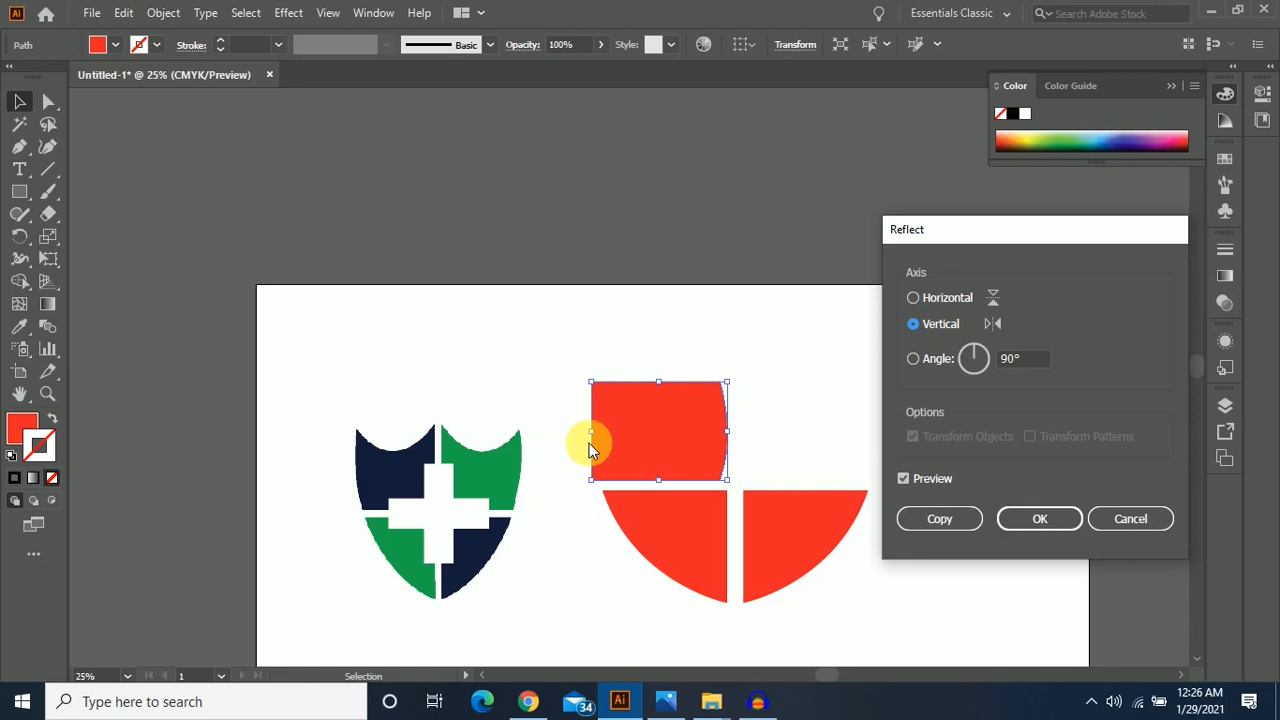 Ai File Edit Object Type Select Effect View Window Help Essentials Classic Search Adobe Stock
Path Stroke: Basic Opacity: 100% Style: Transform
Untitled-1* @ 25% (CMYK/Preview)
Color Color Guide
Reflect
Axis
Horizontal
Vertical
Angle: 90°
Options
Transform Objects Transform Patterns
Preview
Copy OK Cancel
25% 1 Selection
Type here to search 34 Ai 12:26 AM
1/29/2021